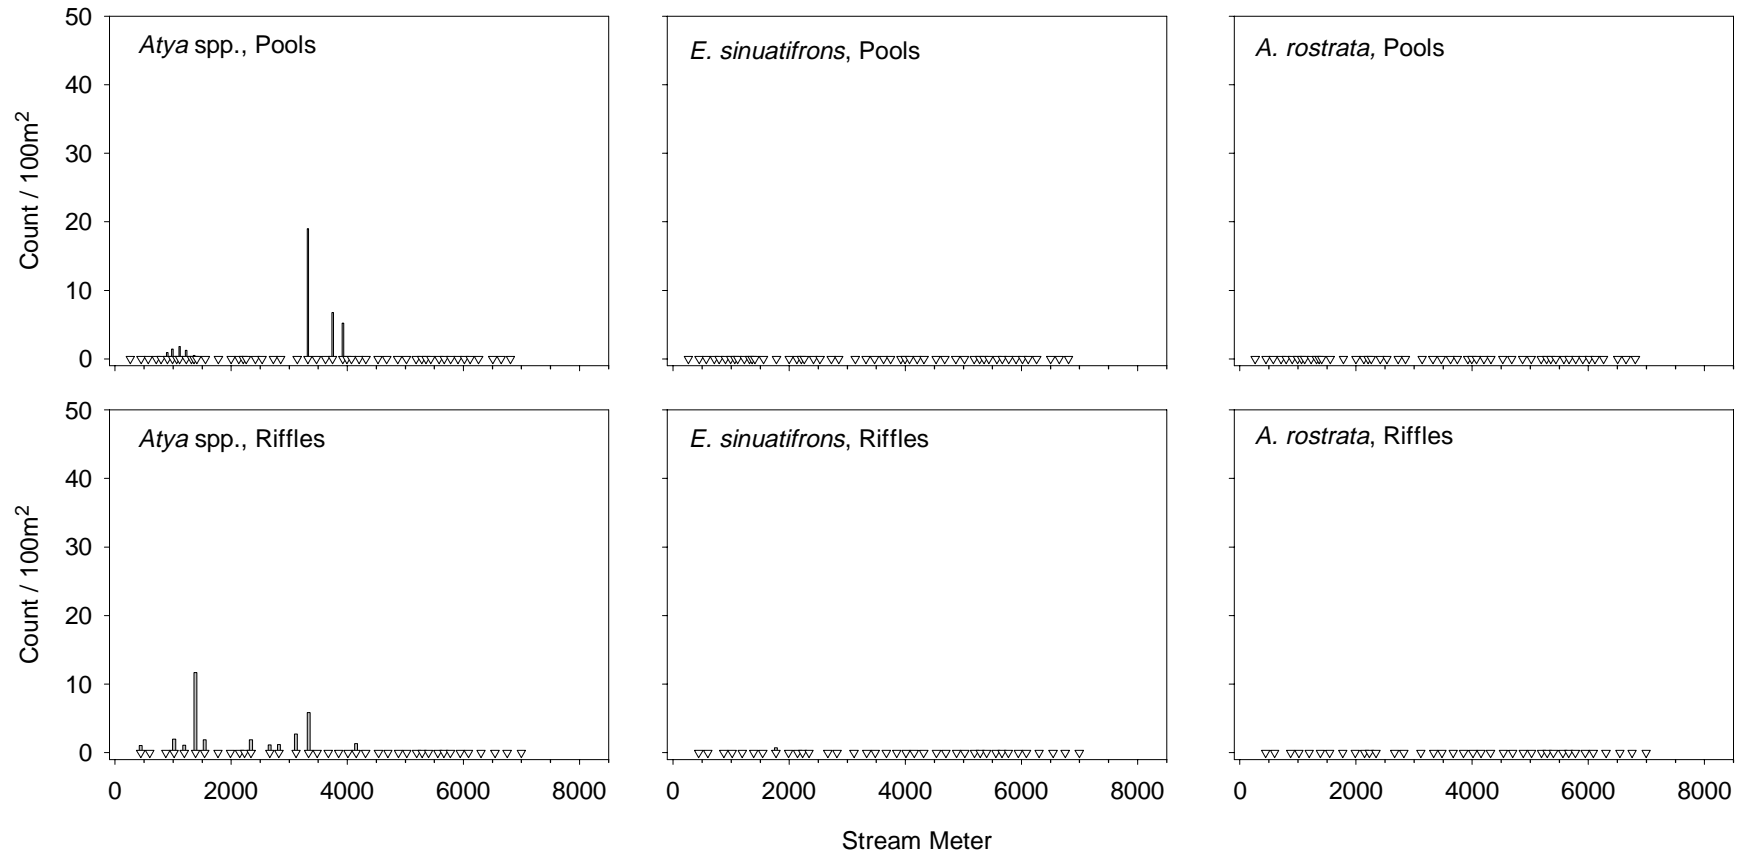 Atya spp., Pools
E. sinuatifrons, Pools
A. rostrata, Pools
Count / 100m²
50
40
30
20
10
0
0 2000 4000 6000 8000
0 2000 4000 6000 8000
0 2000 4000 6000 8000
Atya spp., Riffles
E. sinuatifrons, Riffles
A. rostrata, Riffles
Count / 100m²
50
40
30
20
10
0
Stream Meter